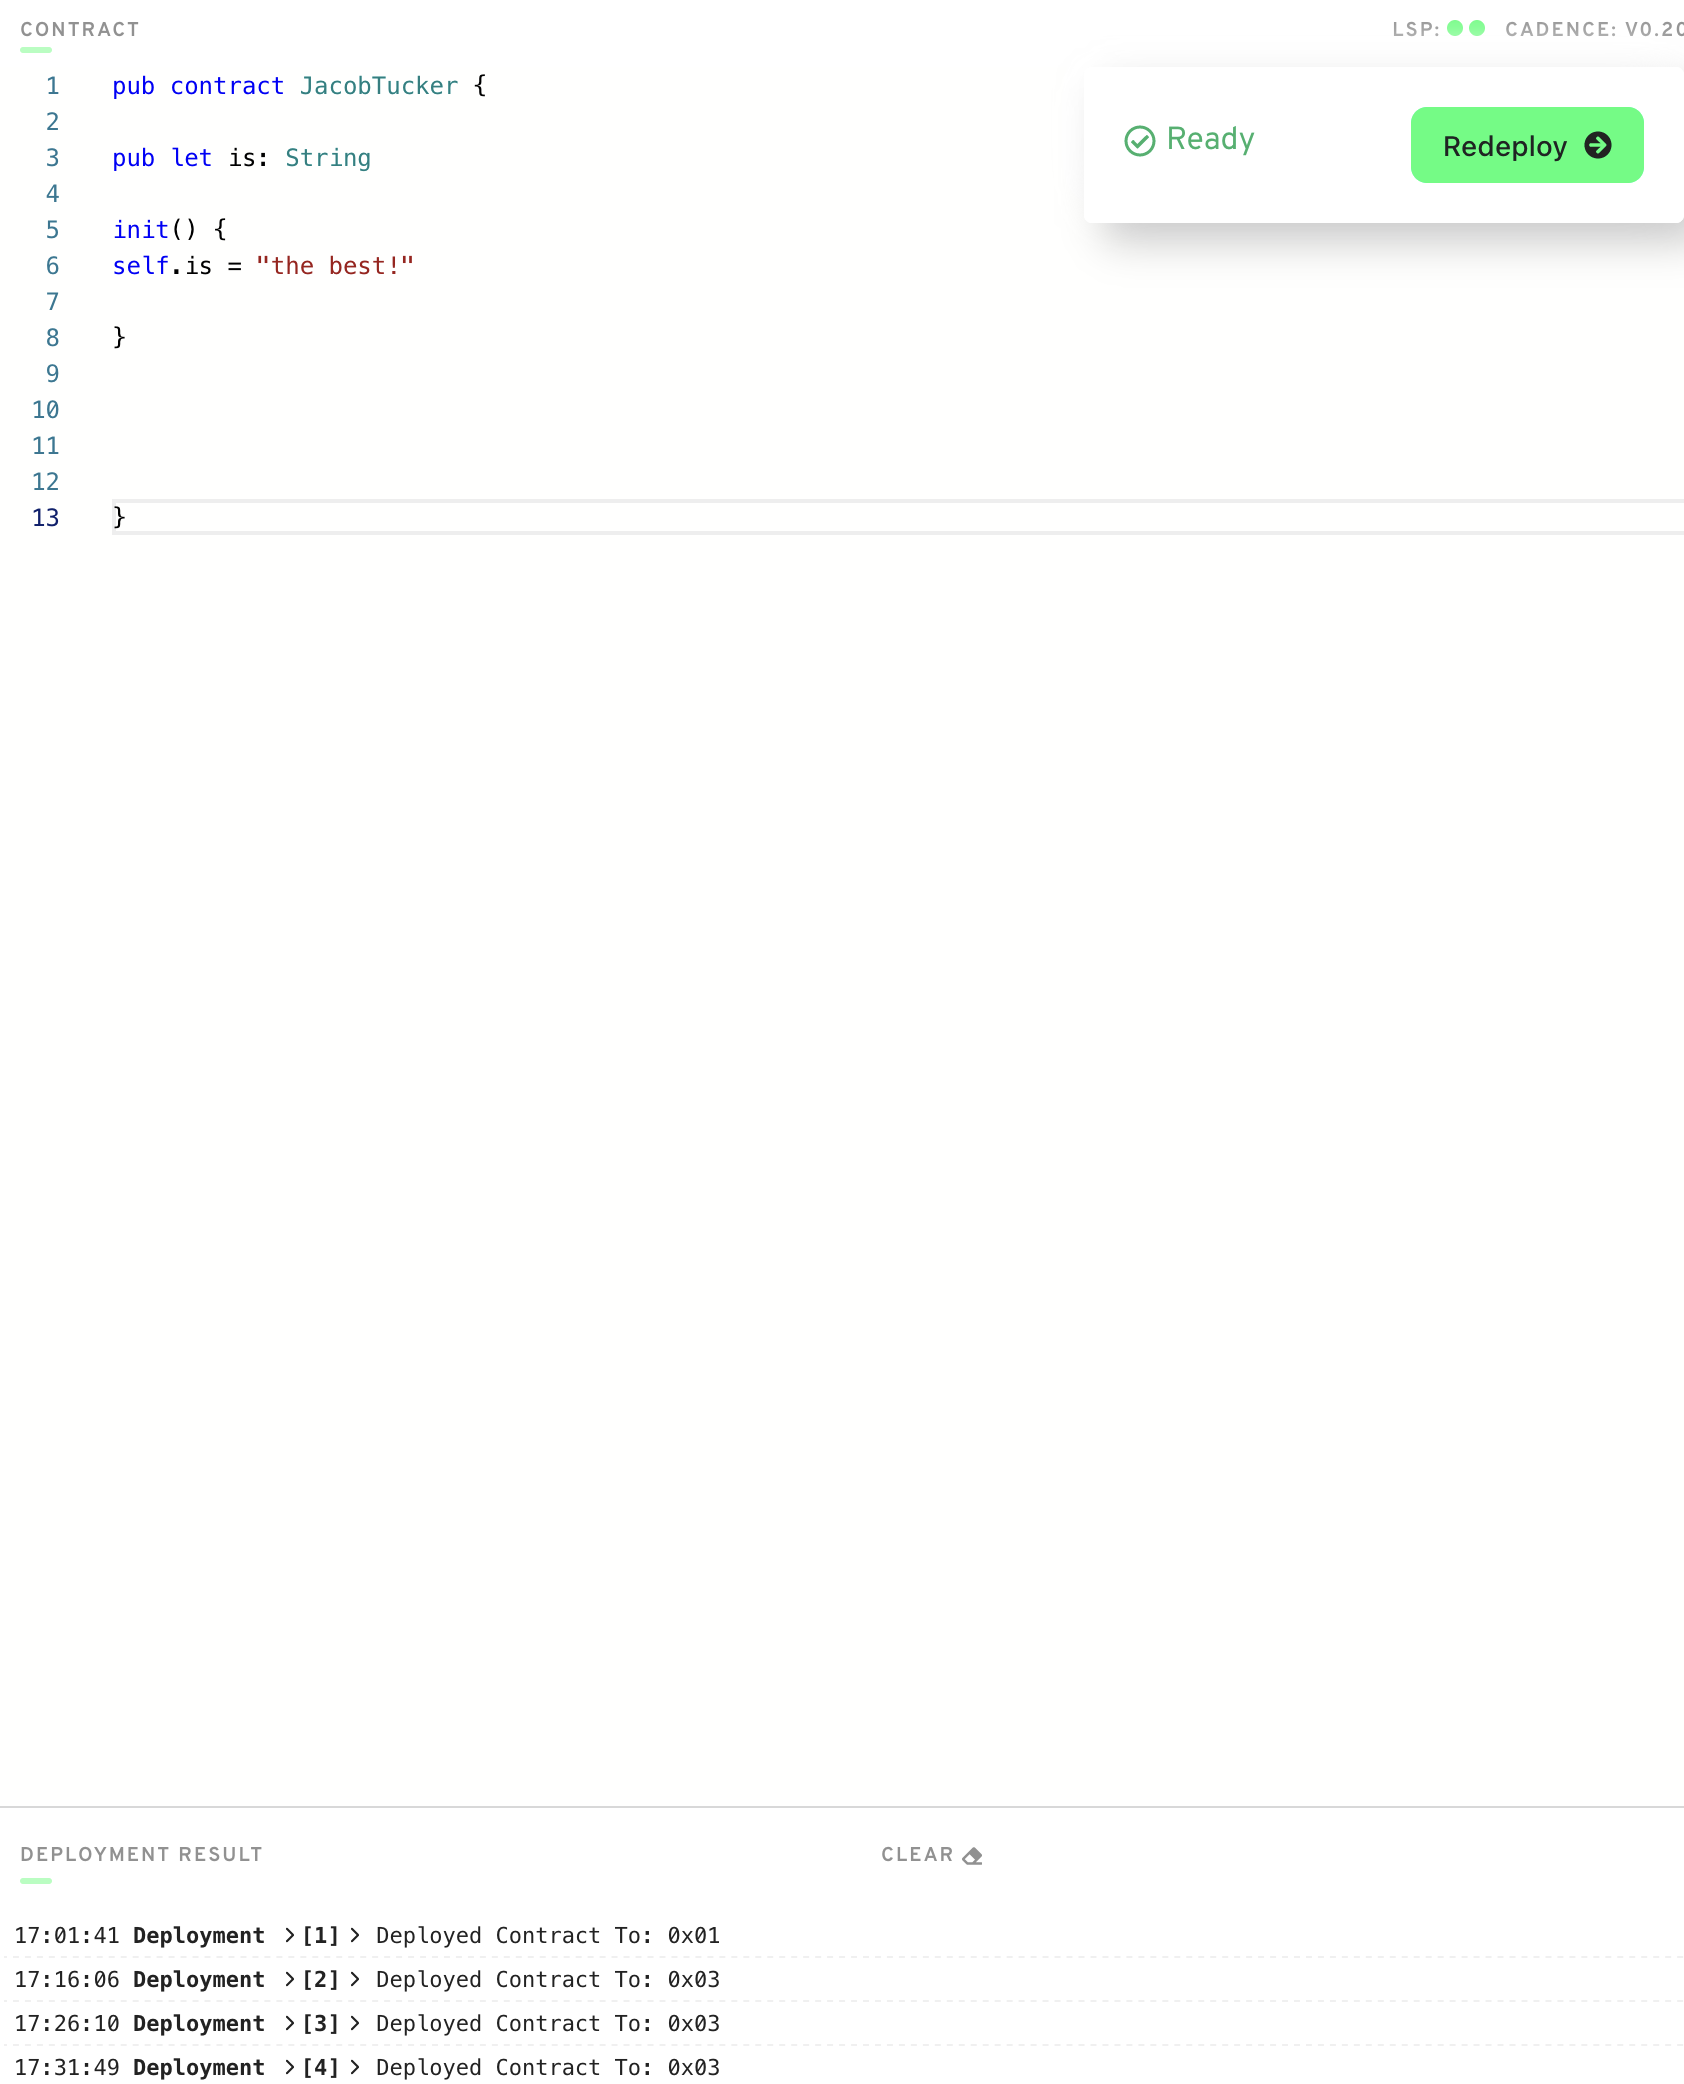 CONTRACT
LSP: CADENCE: V0.20
1 pub contract JacobTucker {
2
3 pub let is: String
4
5 init() {
6 self.is = "the best!"
7
8 }
9
10
11
12
13 }
Ready
Redeploy
DEPLOYMENT RESULT
CLEAR
17:01:41 Deployment >[1]> Deployed Contract To: 0x01
17:16:06 Deployment >[2]> Deployed Contract To: 0x03
17:26:10 Deployment >[3]> Deployed Contract To: 0x03
17:31:49 Deployment >[4]> Deployed Contract To: 0x03